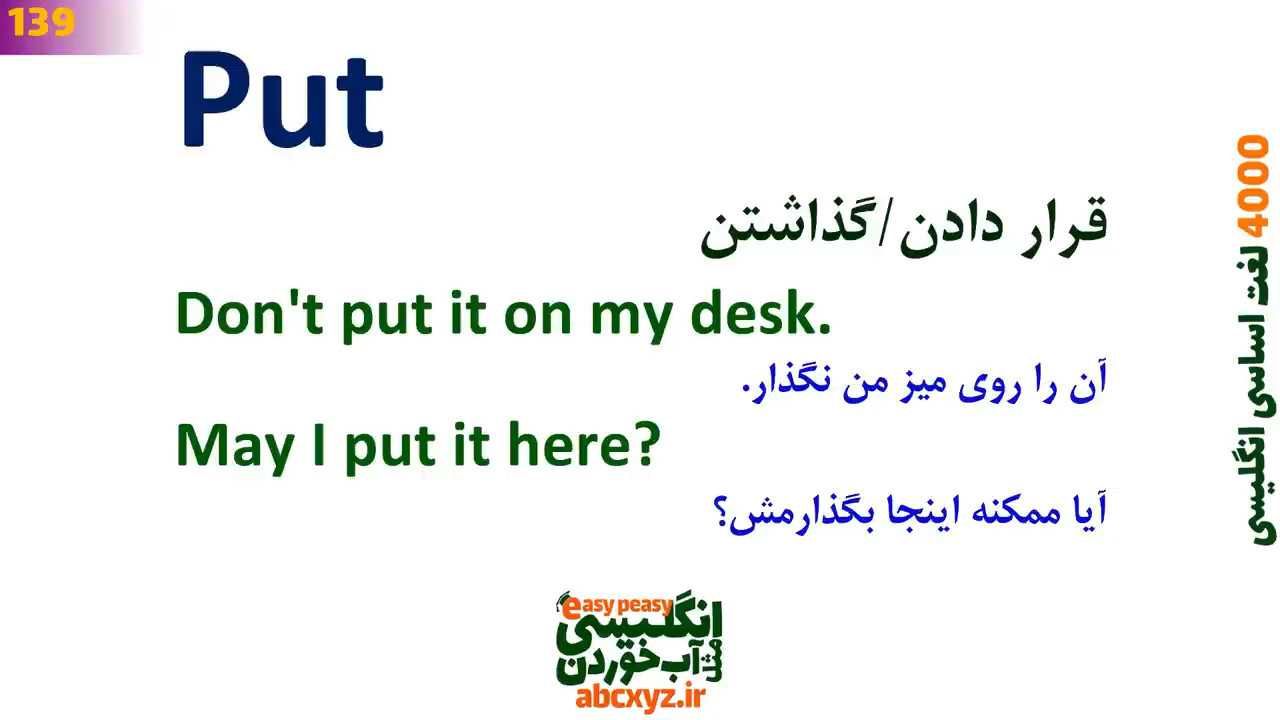 139
Put
قرار دادن/گذاشتن
Don't put it on my desk.
آن را روی میز من نگذار.
May I put it here?
آیا ممکنه اینجا بگذارمش؟
4000 لغت اساسی انگلیسی
easy peasy
انگلیسی
مثل آب خوردن
abcxyz.ir